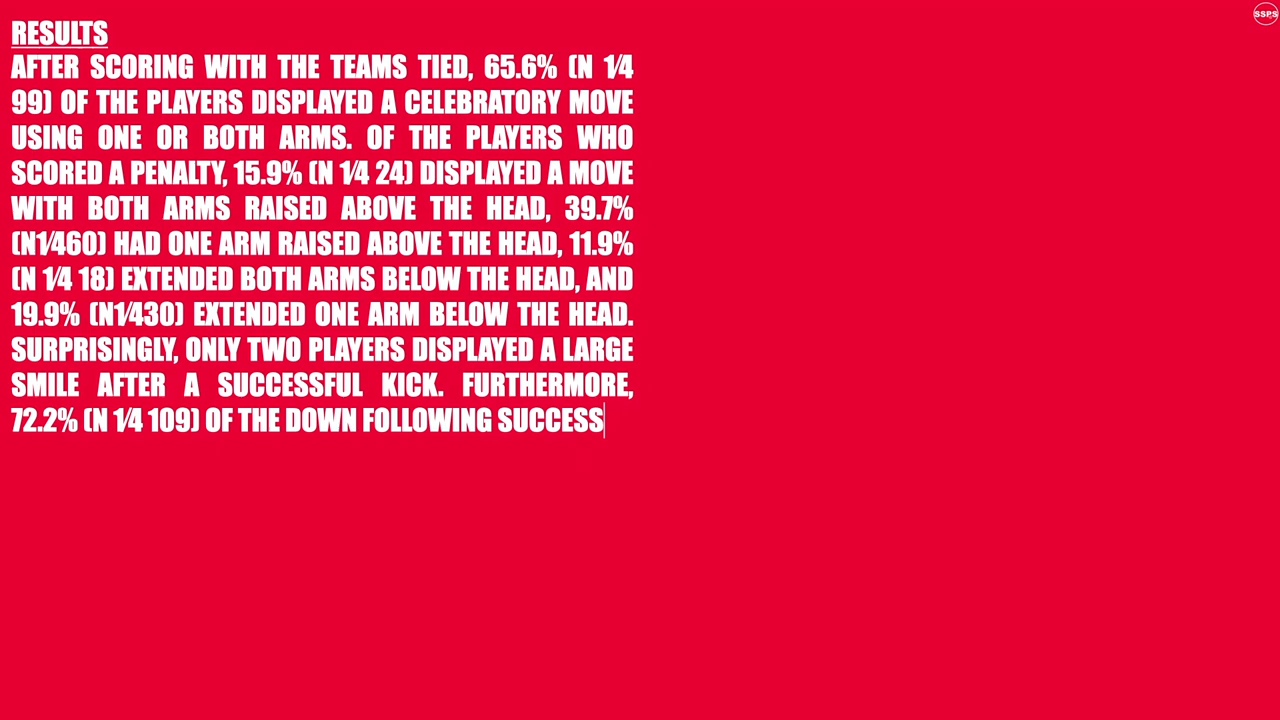 SSPS
RESULTS
AFTER SCORING WITH THE TEAMS TIED, 65.6% (N 1⁄4
99) OF THE PLAYERS DISPLAYED A CELEBRATORY MOVE
USING ONE OR BOTH ARMS. OF THE PLAYERS WHO
SCORED A PENALTY, 15.9% (N 1⁄4 24) DISPLAYED A MOVE
WITH BOTH ARMS RAISED ABOVE THE HEAD, 39.7%
(N1⁄460) HAD ONE ARM RAISED ABOVE THE HEAD, 11.9%
(N 1⁄4 18) EXTENDED BOTH ARMS BELOW THE HEAD, AND
19.9% (N1⁄430) EXTENDED ONE ARM BELOW THE HEAD.
SURPRISINGLY, ONLY TWO PLAYERS DISPLAYED A LARGE
SMILE AFTER A SUCCESSFUL KICK. FURTHERMORE,
72.2% (N 1⁄4 109) OF THE DOWN FOLLOWING SUCCESS